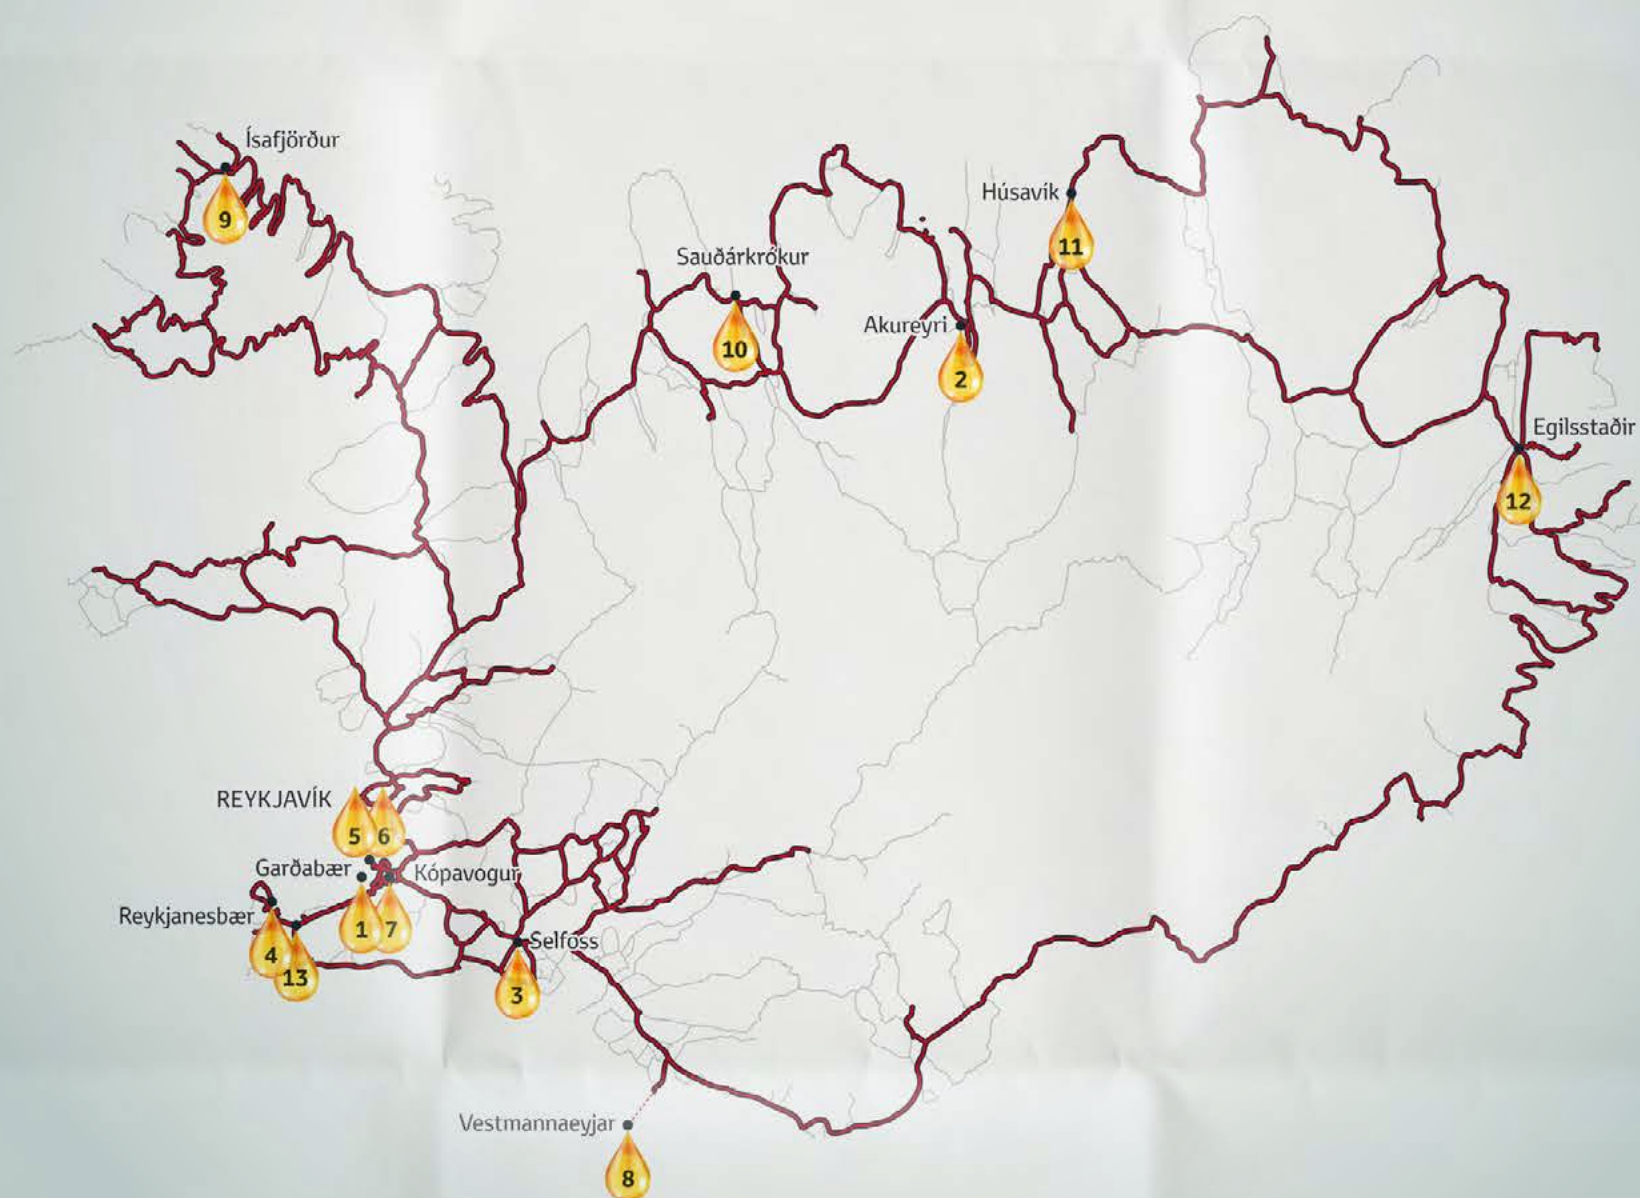 Ísafjörður
9
Húsavík
11
Sauðárkrókur
10
Akureyri
2
Egilsstaðir
12
REYKJAVÍK
5
6
Garðabær
Kópavogur
Reykjanesbær
1
7
4
13
Selfoss
3
Vestmannaeyjar
8